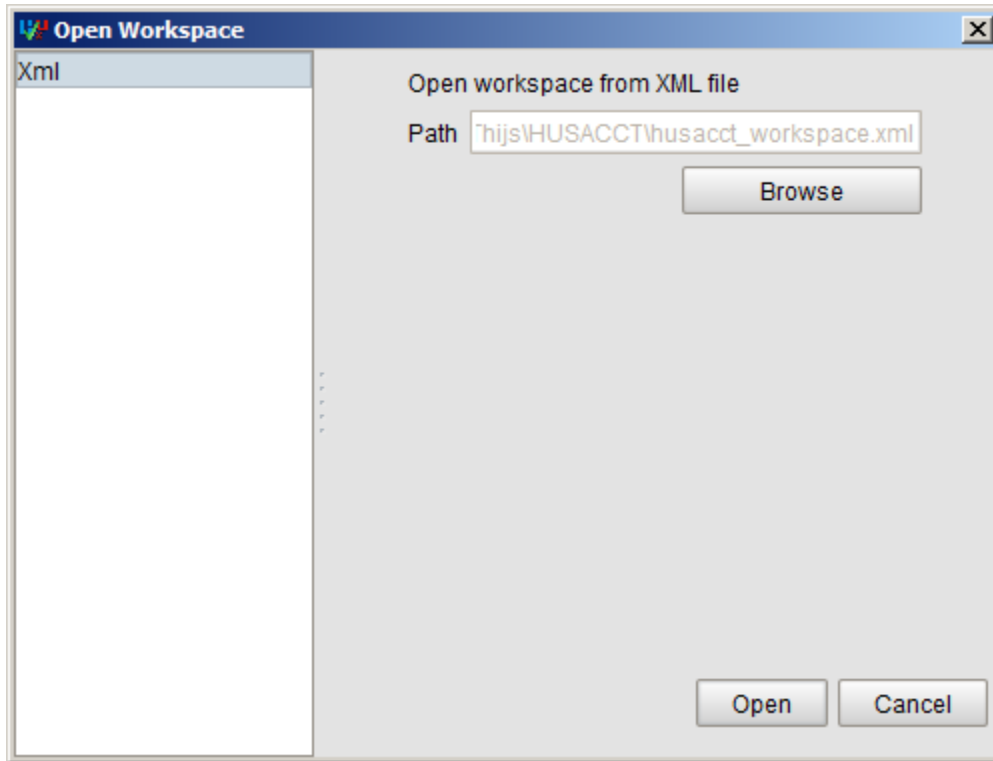 Open Workspace
Xml
Open workspace from XML file
Path hijs\HUSACCT\husacct_workspace.xml
Browse
Open Cancel